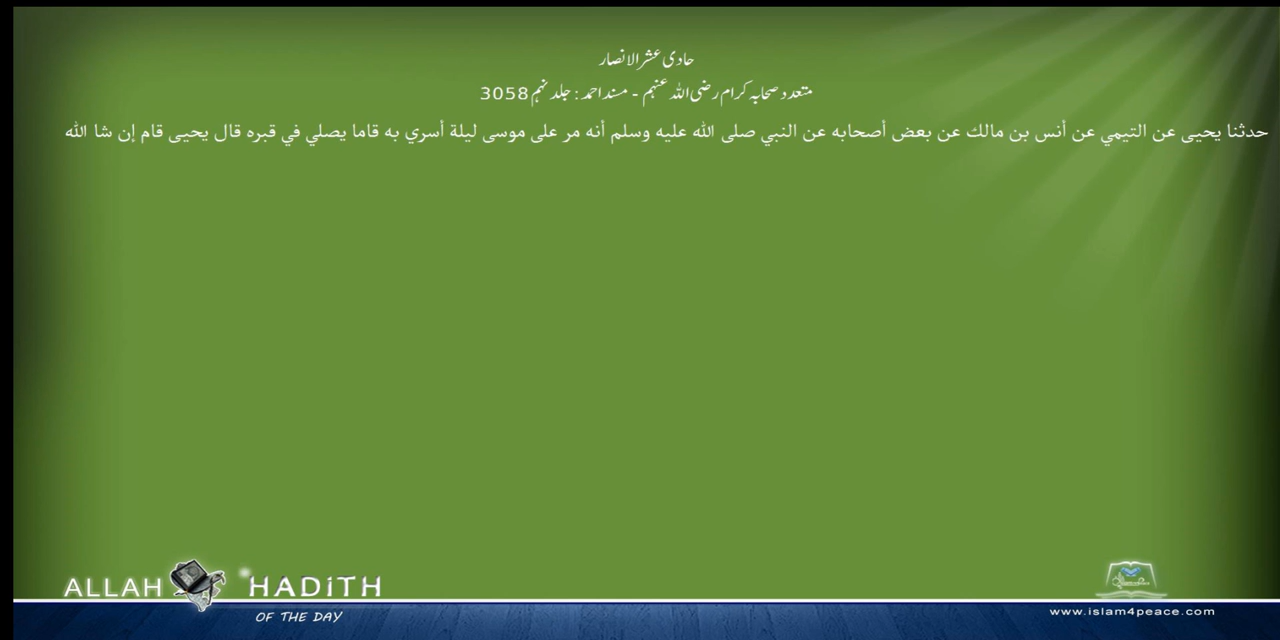 حادی عشر الانصار
متعدد صحابہ کرام رضی اللہ عنہم - مسند احمد : جلد نہم 3058
حدثنا يحيى عن التيمي عن أنس بن مالك عن بعض أصحابه عن النبي صلى الله عليه وسلم أنه مر على موسى ليلة أسري به قاما يصلي في قبره قال يحيى قام إن شا الله
ALLAH HADITH
OF THE DAY
www.islam4peace.com